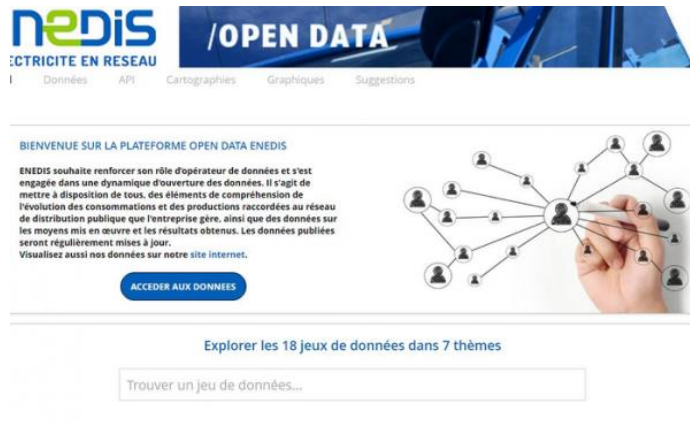 neDiS
ECTRICITE EN RESEAU
/OPEN DATA
Données API Cartographies Graphiques Suggestions
BIENVENUE SUR LA PLATEFORME OPEN DATA ENEDIS
ENEDIS souhaite renforcer son rôle d'opérateur de données et s'est
engagée dans une dynamique d'ouverture des données. Il s'agit de
mettre à disposition de tous, des éléments de compréhension de
l'évolution des consommations et des productions raccordées au réseau
de distribution publique que l'entreprise gère, ainsi que des données sur
les moyens mis en œuvre et les résultats obtenus. Les données publiées
seront régulièrement mises à jour.
Visualisez aussi nos données sur notre site internet.
ACCEDER AUX DONNEES
Explorer les 18 jeux de données dans 7 thèmes
Trouver un jeu de données...